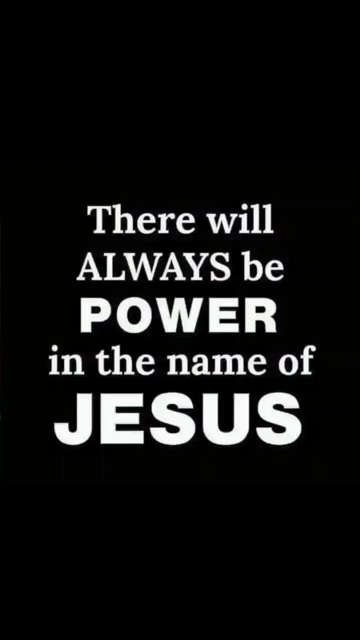 There will
ALWAYS be
POWER
in the name of
JESUS